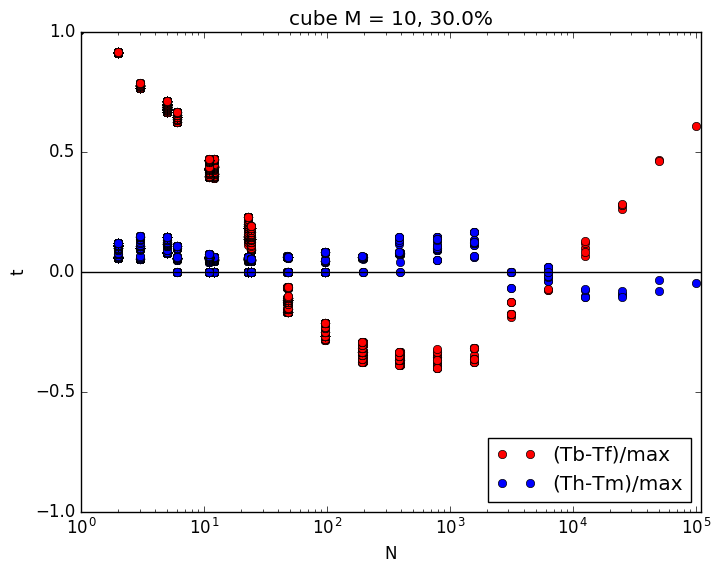 cube M = 10, 30.0%
1.0
0.5
0.0
−0.5
−1.0
t
10⁰ 10¹ 10² 10³ 10⁴ 10⁵
N
(Tb-Tf)/max
(Th-Tm)/max